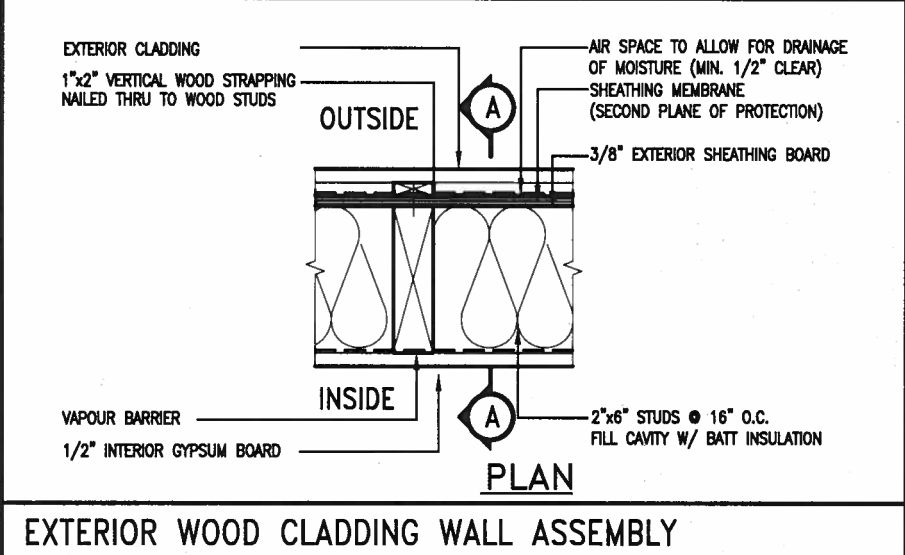 EXTERIOR CLADDING
1"x2" VERTICAL WOOD STRAPPING
NAILED THRU TO WOOD STUDS
OUTSIDE
A
AIR SPACE TO ALLOW FOR DRAINAGE
OF MOISTURE (MIN. 1/2" CLEAR)
SHEATHING MEMBRANE
(SECOND PLANE OF PROTECTION)
3/8" EXTERIOR SHEATHING BOARD
INSIDE
VAPOUR BARRIER
1/2" INTERIOR GYPSUM BOARD
A
2"x6" STUDS @ 16" O.C.
FILL CAVITY W/ BATT INSULATION
PLAN
EXTERIOR WOOD CLADDING WALL ASSEMBLY